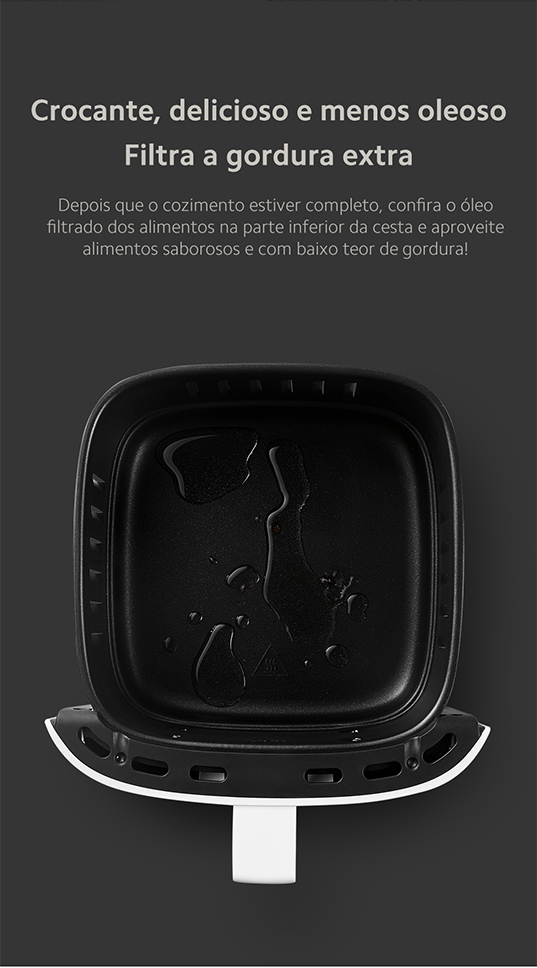 Crocante, delicioso e menos oleoso
Filtra a gordura extra
Depois que o cozimento estiver completo, confira o óleo
filtrado dos alimentos na parte inferior da cesta e aproveite
alimentos saborosos e com baixo teor de gordura!